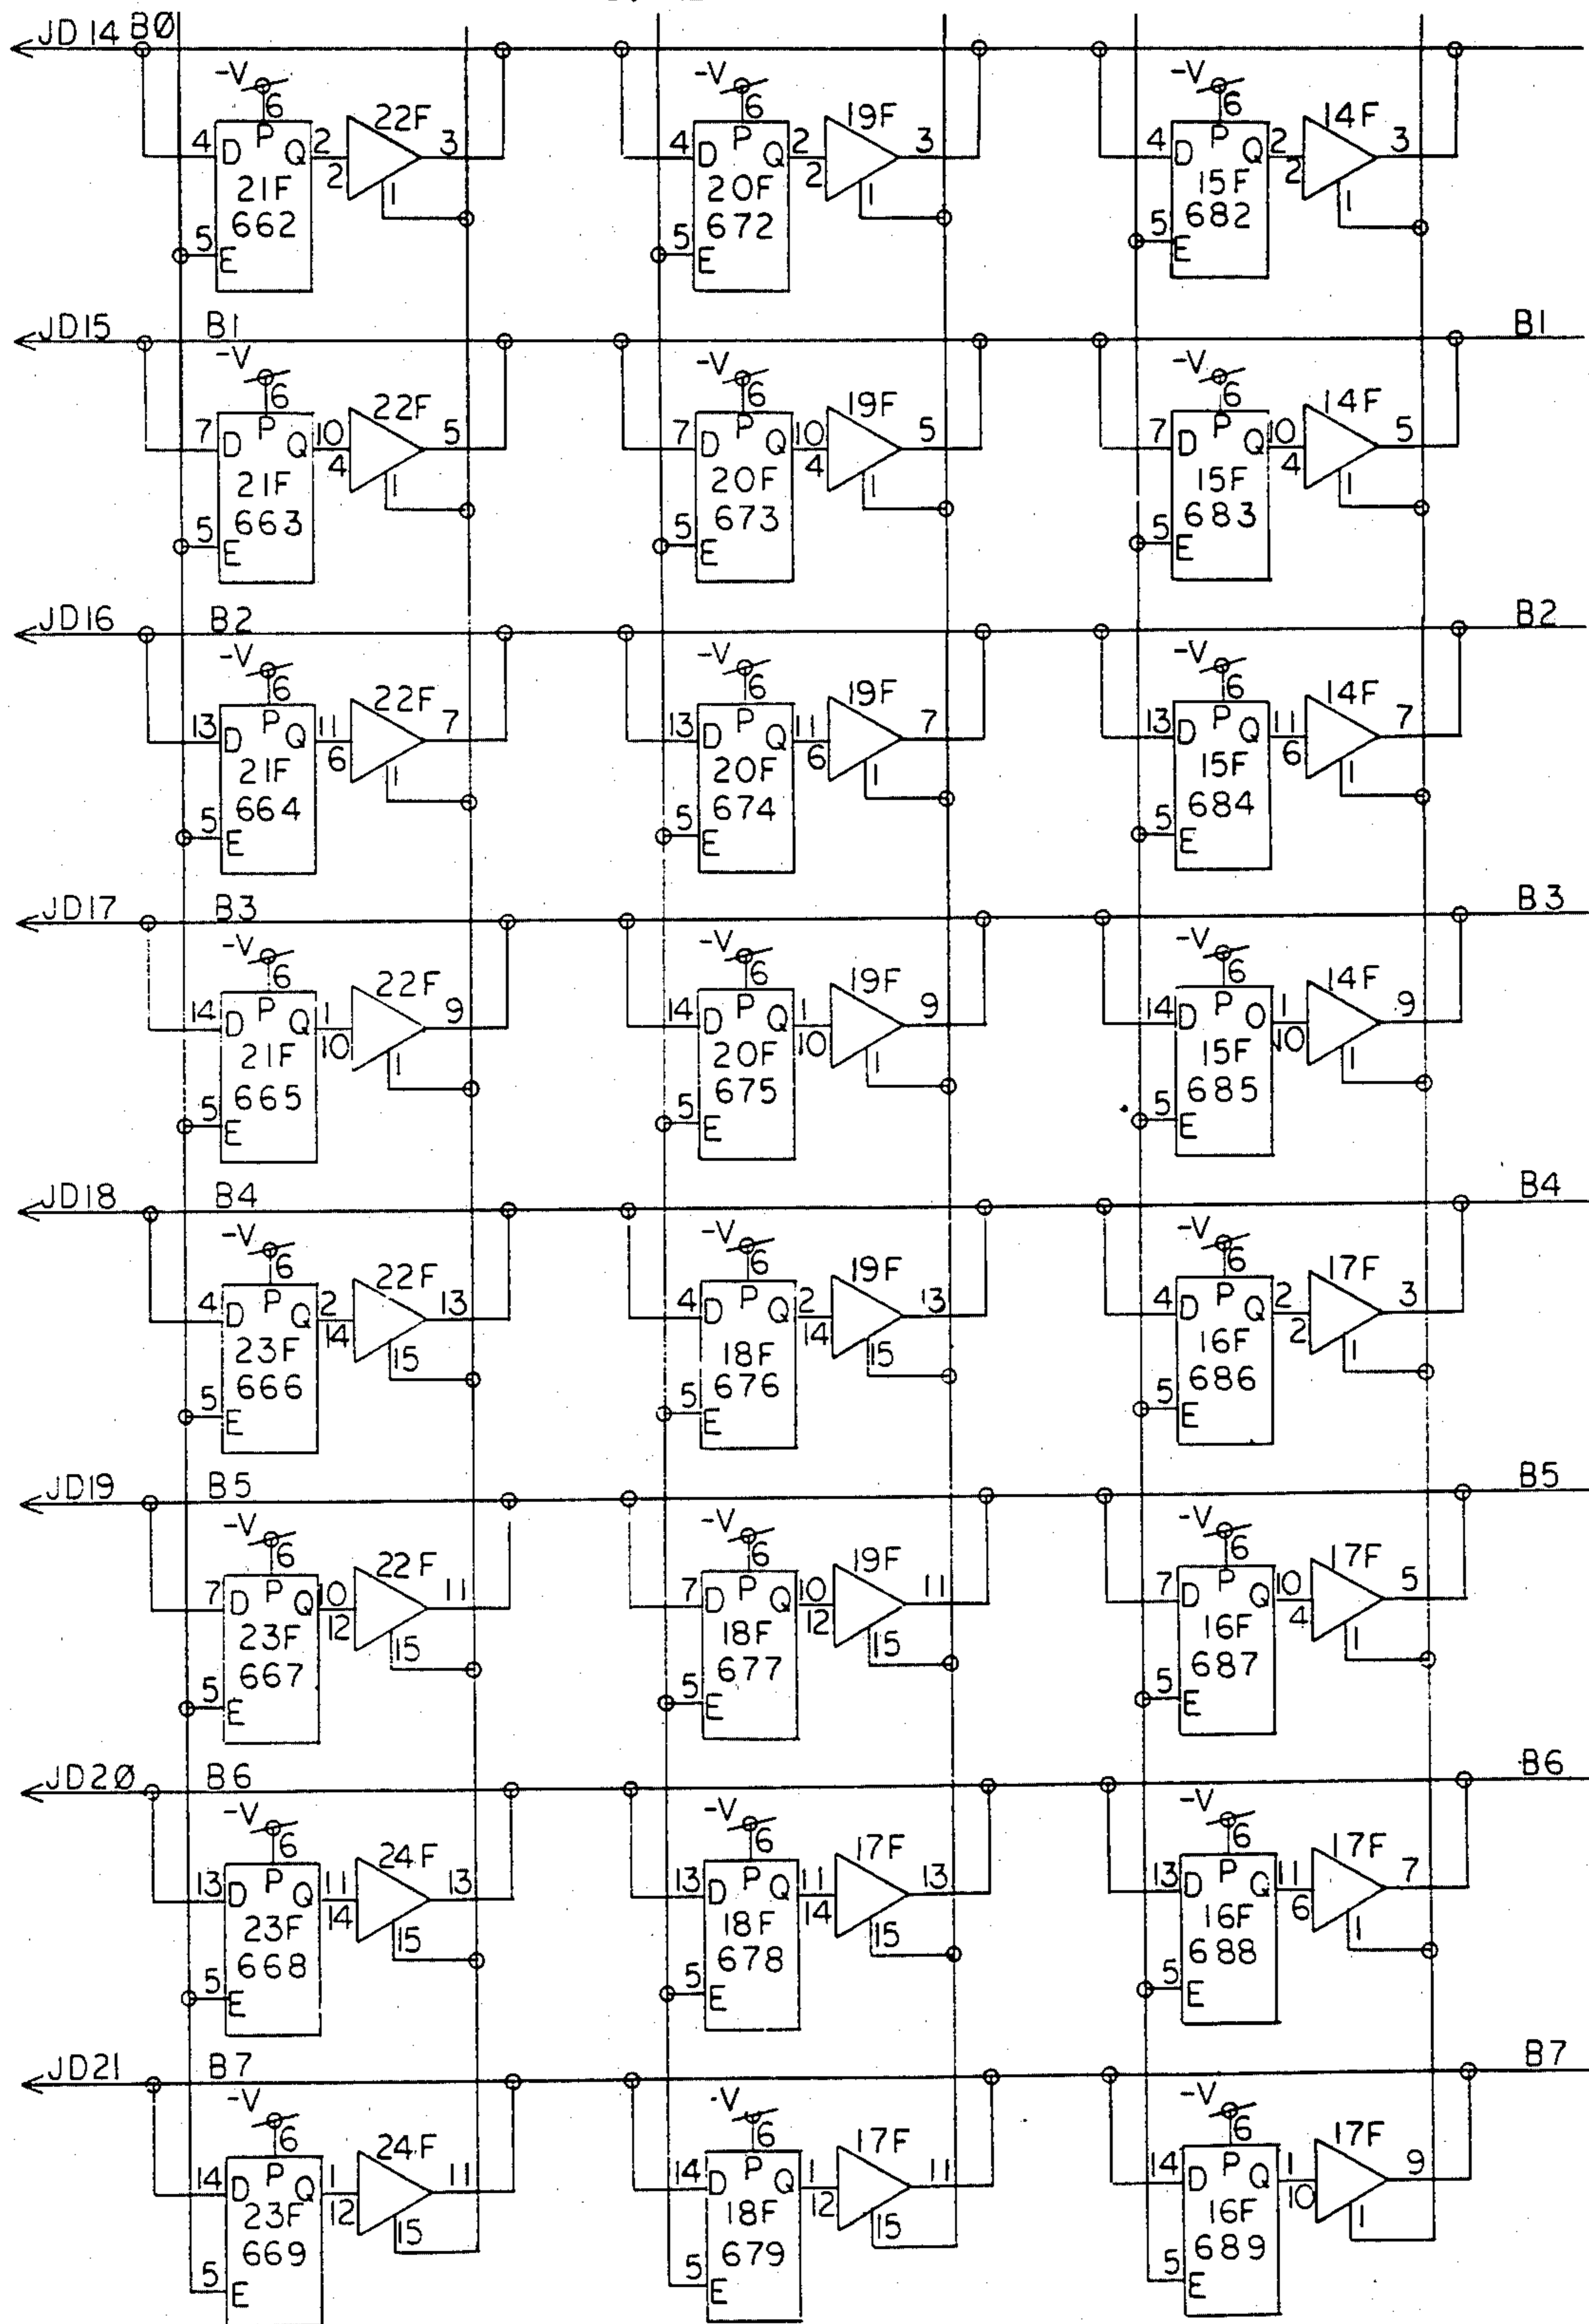 JD14 BØ
-V -V -V
6 22F 6 19F 6 14F
4 D P Q 2 2 3 4 D P Q 2 2 3 4 D P Q 2 2 3
21F 1 20F 1 15F 1
662 672 682
5 E 5 E 5 E
JD15 B1 B1
-V -V -V
6 22F 6 19F 6 14F
7 D P Q 10 4 5 7 D P Q 10 4 5 7 D P Q 10 4 5
21F 1 20F 1 15F 1
663 673 683
5 E 5 E 5 E
JD16 B2 B2
-V -V -V
6 22F 6 19F 6 14F
13 D P Q 11 6 7 13 D P Q 11 6 7 13 D P Q 11 6 7
21F 1 20F 1 15F 1
664 674 684
5 E 5 E 5 E
JD17 B3 B3
-V -V -V
6 22F 6 19F 6 14F
14 D P Q 1 10 9 14 D P Q 1 10 9 14 D P O 1 10 9
21F 1 20F 1 15F 1
665 675 685
5 E 5 E 5 E
JD18 B4 B4
-V -V -V
6 22F 6 19F 6 17F
4 D P Q 2 14 13 4 D P Q 2 14 13 4 D P Q 2 2 3
23F 15 18F 15 16F 1
666 676 686
5 E 5 E 5 E
JD19 B5 B5
-V -V -V
6 22F 6 19F 6 17F
7 D P Q 10 12 11 7 D P Q 10 12 11 7 D P Q 10 4 5
23F 15 18F 15 16F 1
667 677 687
5 E 5 E 5 E
JD2Ø B6 B6
-V -V -V
6 24F 6 17F 6 17F
13 D P Q 11 14 13 13 D P Q 11 14 13 13 D P Q 11 6 7
23F 15 18F 15 16F 1
668 678 688
5 E 5 E 5 E
JD21 B7 B7
-V -V -V
6 24F 6 17F 6 17F
14 D P Q 1 12 11 14 D P Q 1 12 11 14 D P Q 1 10 9
23F 15 18F 15 16F 1
669 679 689
5 E 5 E 5 E